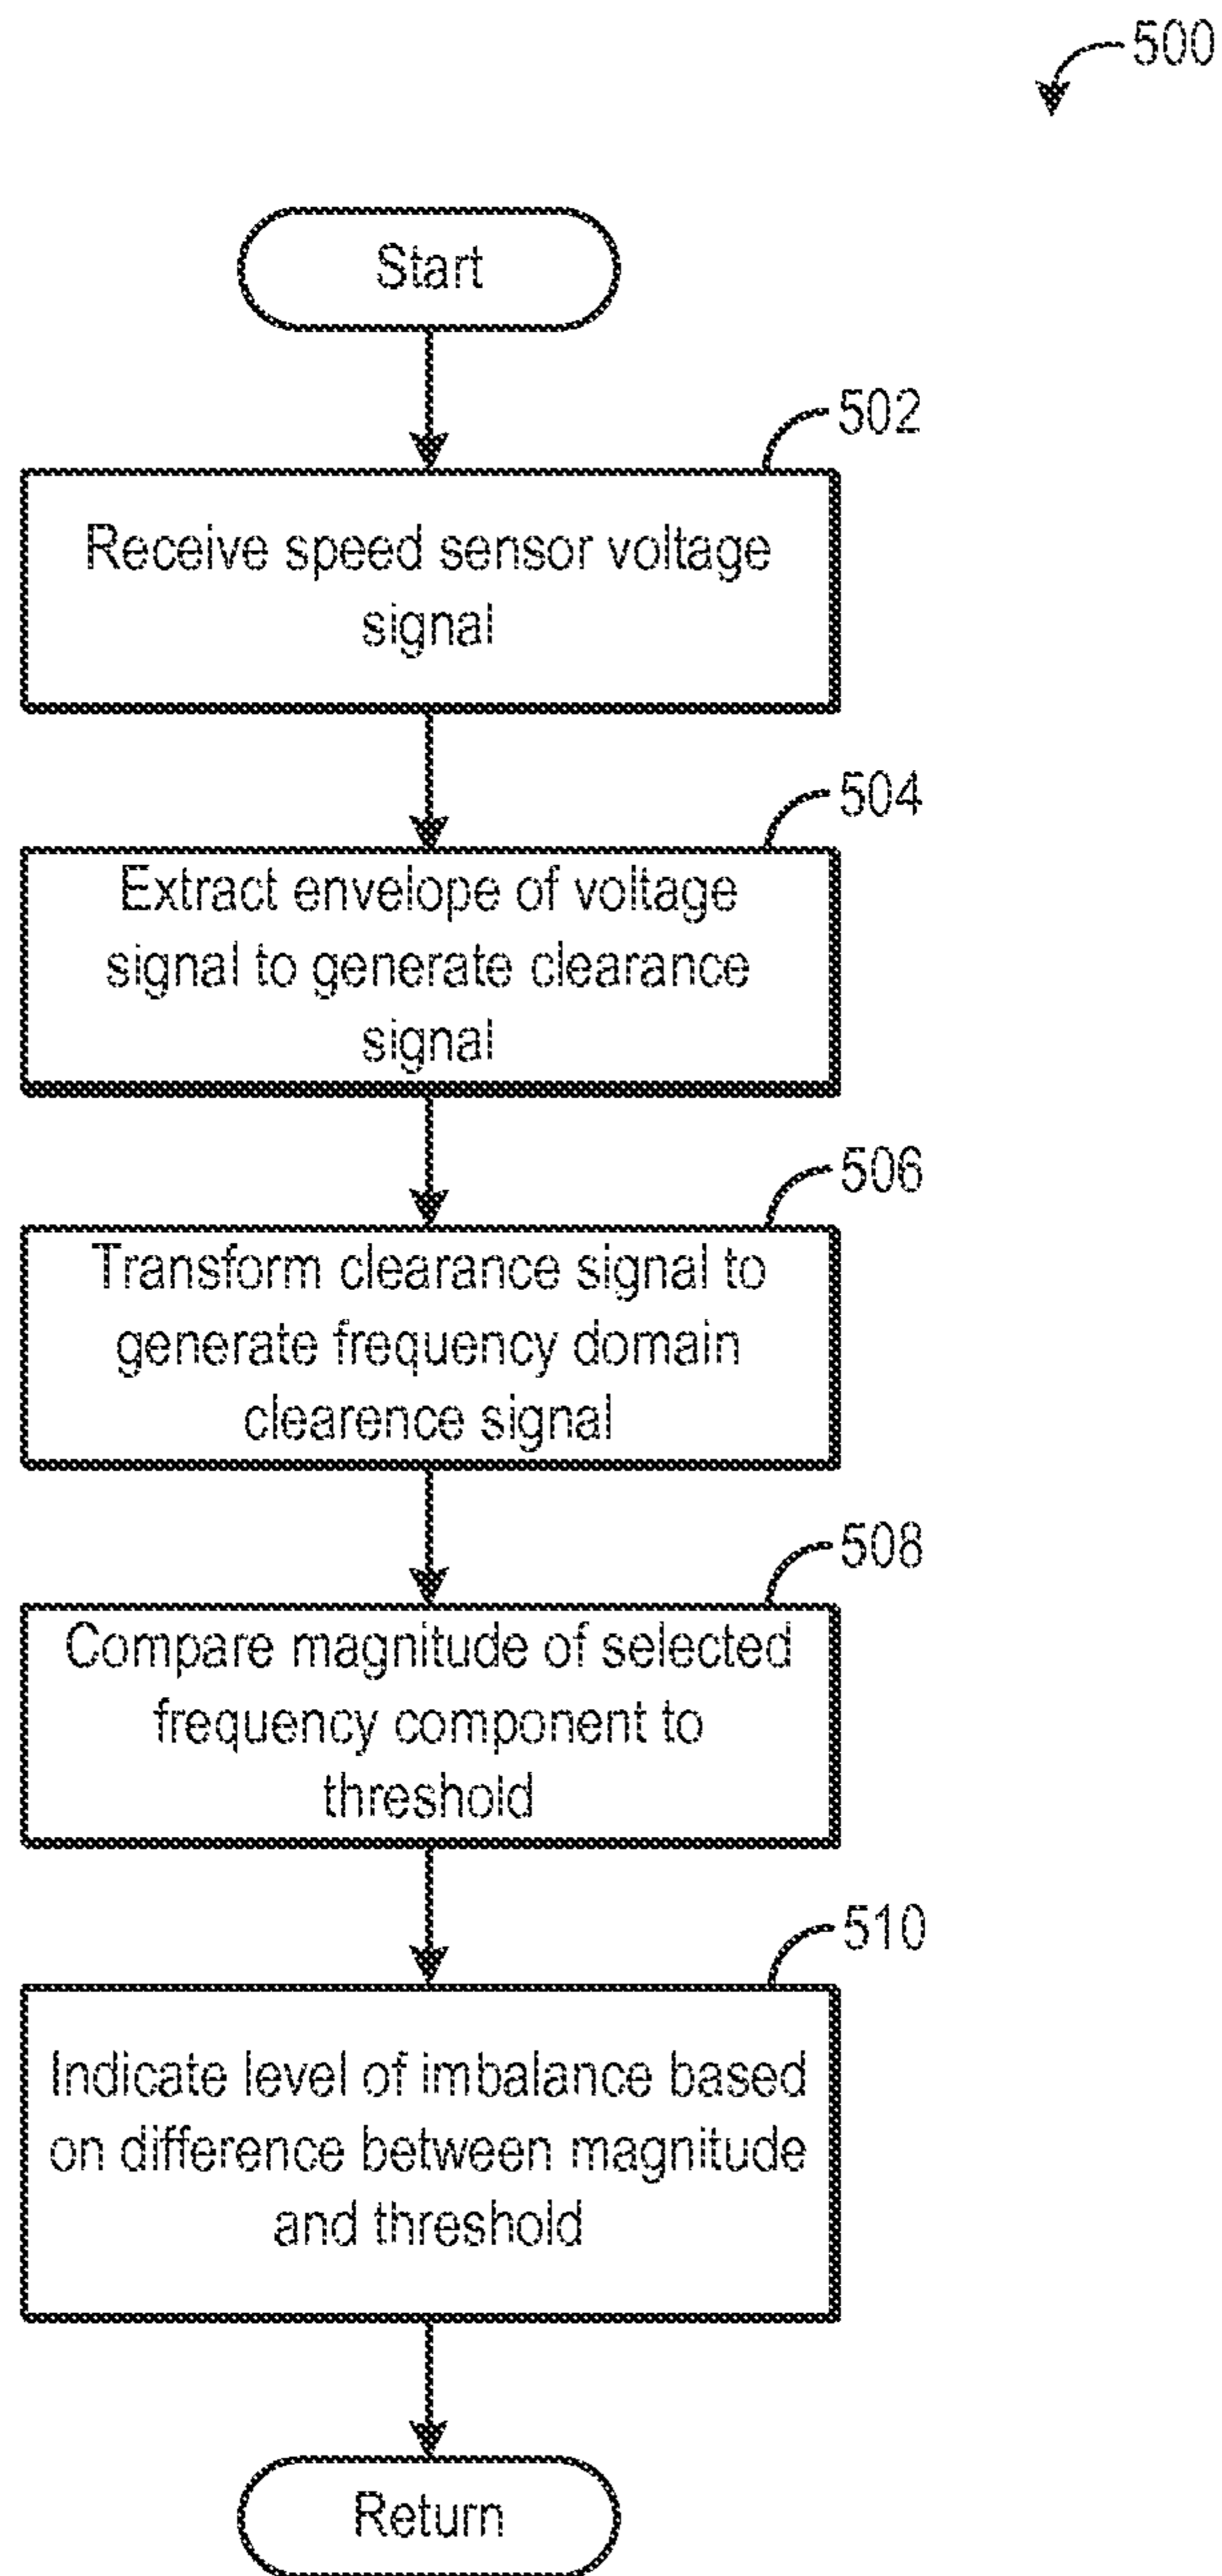 500
Start
502
Receive speed sensor voltage
signal
504
Extract envelope of voltage
signal to generate clearance
signal
506
Transform clearance signal to
generate frequency domain
clearence signal
508
Compare magnitude of selected
frequency component to
threshold
510
Indicate level of imbalance based
on difference between magnitude
and threshold
Return